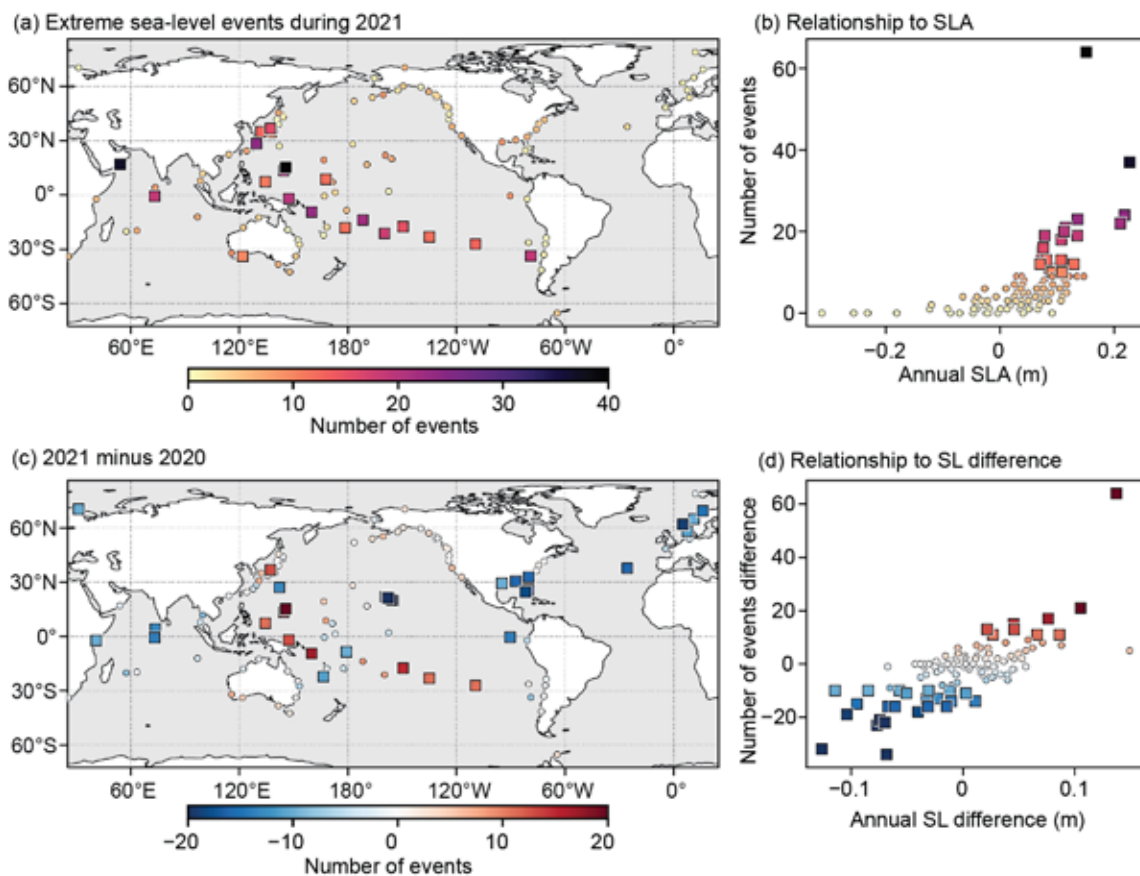 (a) Extreme sea-level events during 2021
60°N
30°N
0°
30°S
60°S
60°E 120°E 180° 120°W 60°W 0°
0 10 20 30 40
Number of events
(b) Relationship to SLA
Number of events
60
40
20
0
−0.2 0 0.2
Annual SLA (m)
(c) 2021 minus 2020
60°N
30°N
0°
30°S
60°S
60°E 120°E 180° 120°W 60°W 0°
−20 −10 0 10 20
Number of events
(d) Relationship to SL difference
Number of events difference
60
40
20
0
−20
−0.1 0 0.1
Annual SL difference (m)